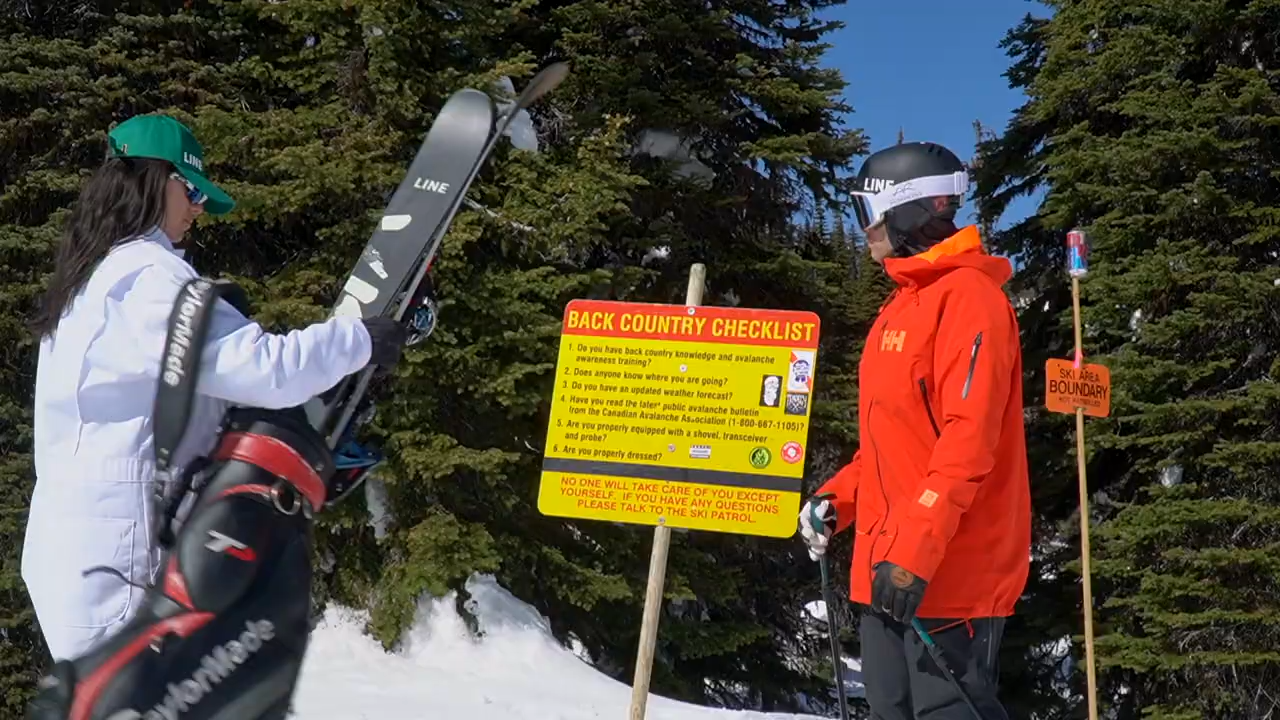 LINE
LINE
LINE
HH
TaylorMade
TaylorMade
BACK COUNTRY CHECKLIST
1. Do you have back country knowledge and avalanche
awareness training?
2. Does anyone know where you are going?
3. Do you have an updated weather forecast?
4. Have you read the latest public avalanche bulletin
from the Canadian Avalanche Association (1-800-667-1105)?
5. Are you properly equipped with a shovel, transceiver
and probe?
6. Are you properly dressed?
NO ONE WILL TAKE CARE OF YOU EXCEPT
YOURSELF. IF YOU HAVE ANY QUESTIONS
PLEASE TALK TO THE SKI PATROL.
SKI AREA
BOUNDARY
NOT PATROLLED